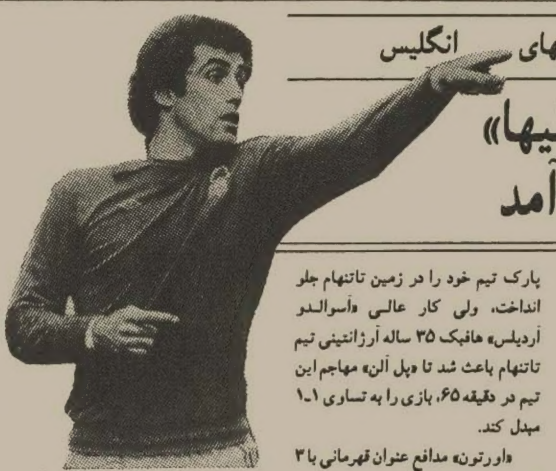 های انگلیس
یها»
آمد
پارک تیم خود را در زمین تاتنهام جلو
انداخت، ولی کار عالی «اسوالدو
آردیلس» هافبک ۳۵ ساله آرژانتینی تیم
تاتنهام باعث شد تا «پل آلن» مهاجم این
تیم در دقیقه ۶۵، بازی را به تساوی ۱ـ۱
مبدل کند.
«اورتون» مدافع عنوان قهرمانی با ۳